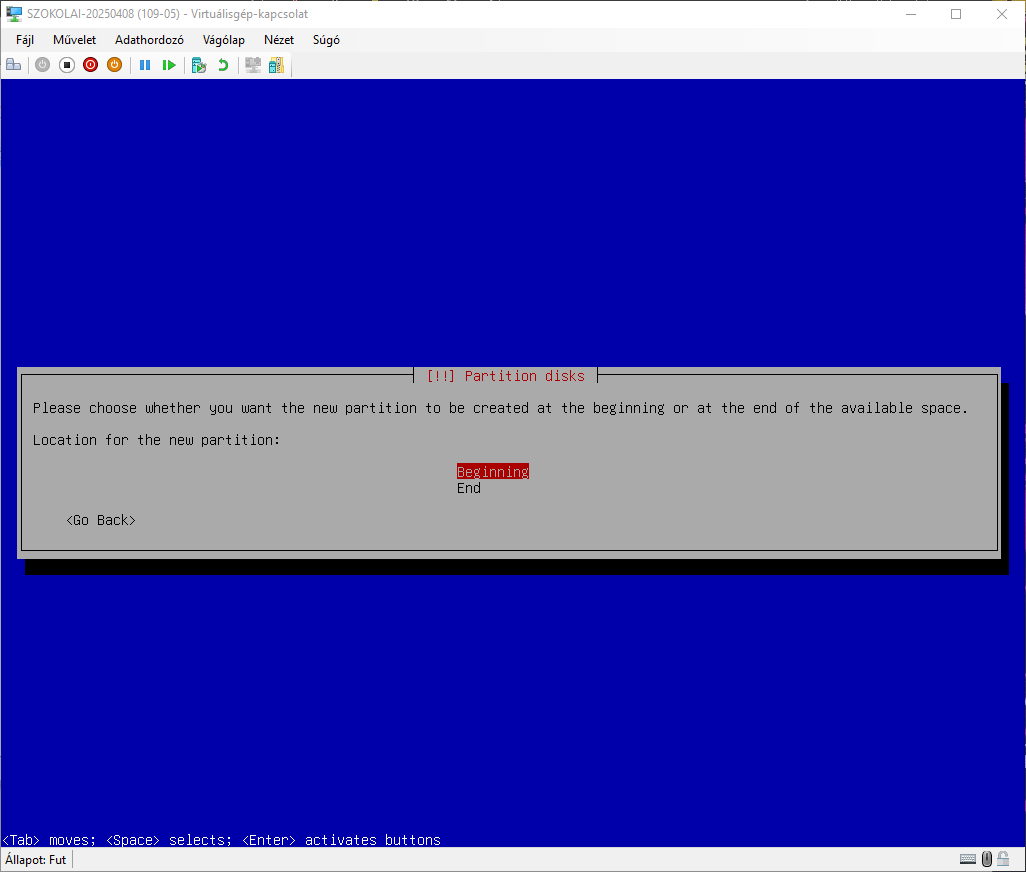 SZOKOLAI-20250408 (109-05) - Virtuálisgép-kapcsolat
Fájl Művelet Adathordozó Vágólap Nézet Súgó
[!!] Partition disks
Please choose whether you want the new partition to be created at the beginning or at the end of the available space.
Location for the new partition:
Beginning
End
<Go Back>
<Tab> moves; <Space> selects; <Enter> activates buttons
Állapot: Fut